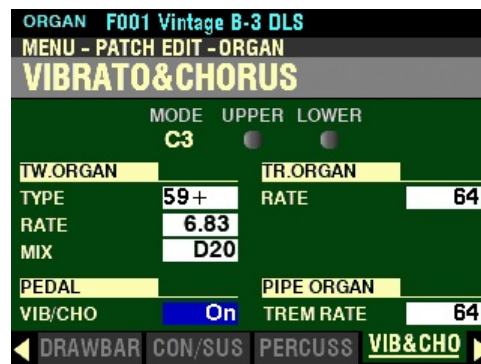 ORGAN F001 Vintage B-3 DLS
MENU - PATCH EDIT - ORGAN
VIBRATO&CHORUS
MODE UPPER LOWER
C3
TW.ORGAN TR.ORGAN
TYPE 59+ RATE 64
RATE 6.83
MIX D20
PEDAL PIPE ORGAN
VIB/CHO On TREM RATE 64
DRAWBAR CON/SUS PERCUSS VIB&CHO